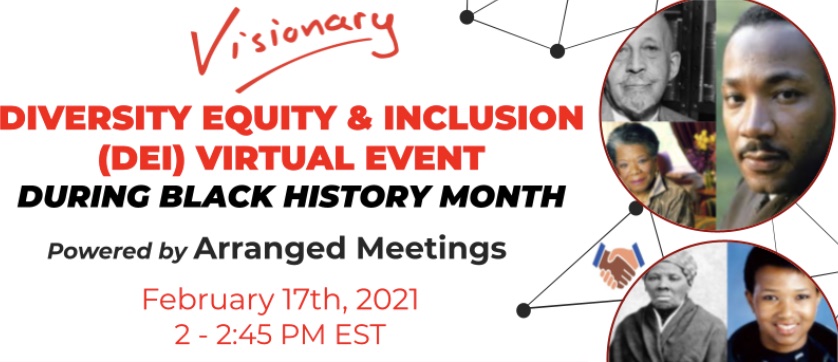 Visionary
DIVERSITY EQUITY & INCLUSION
(DEI) VIRTUAL EVENT
DURING BLACK HISTORY MONTH
Powered by Arranged Meetings
February 17th, 2021
2 - 2:45 PM EST